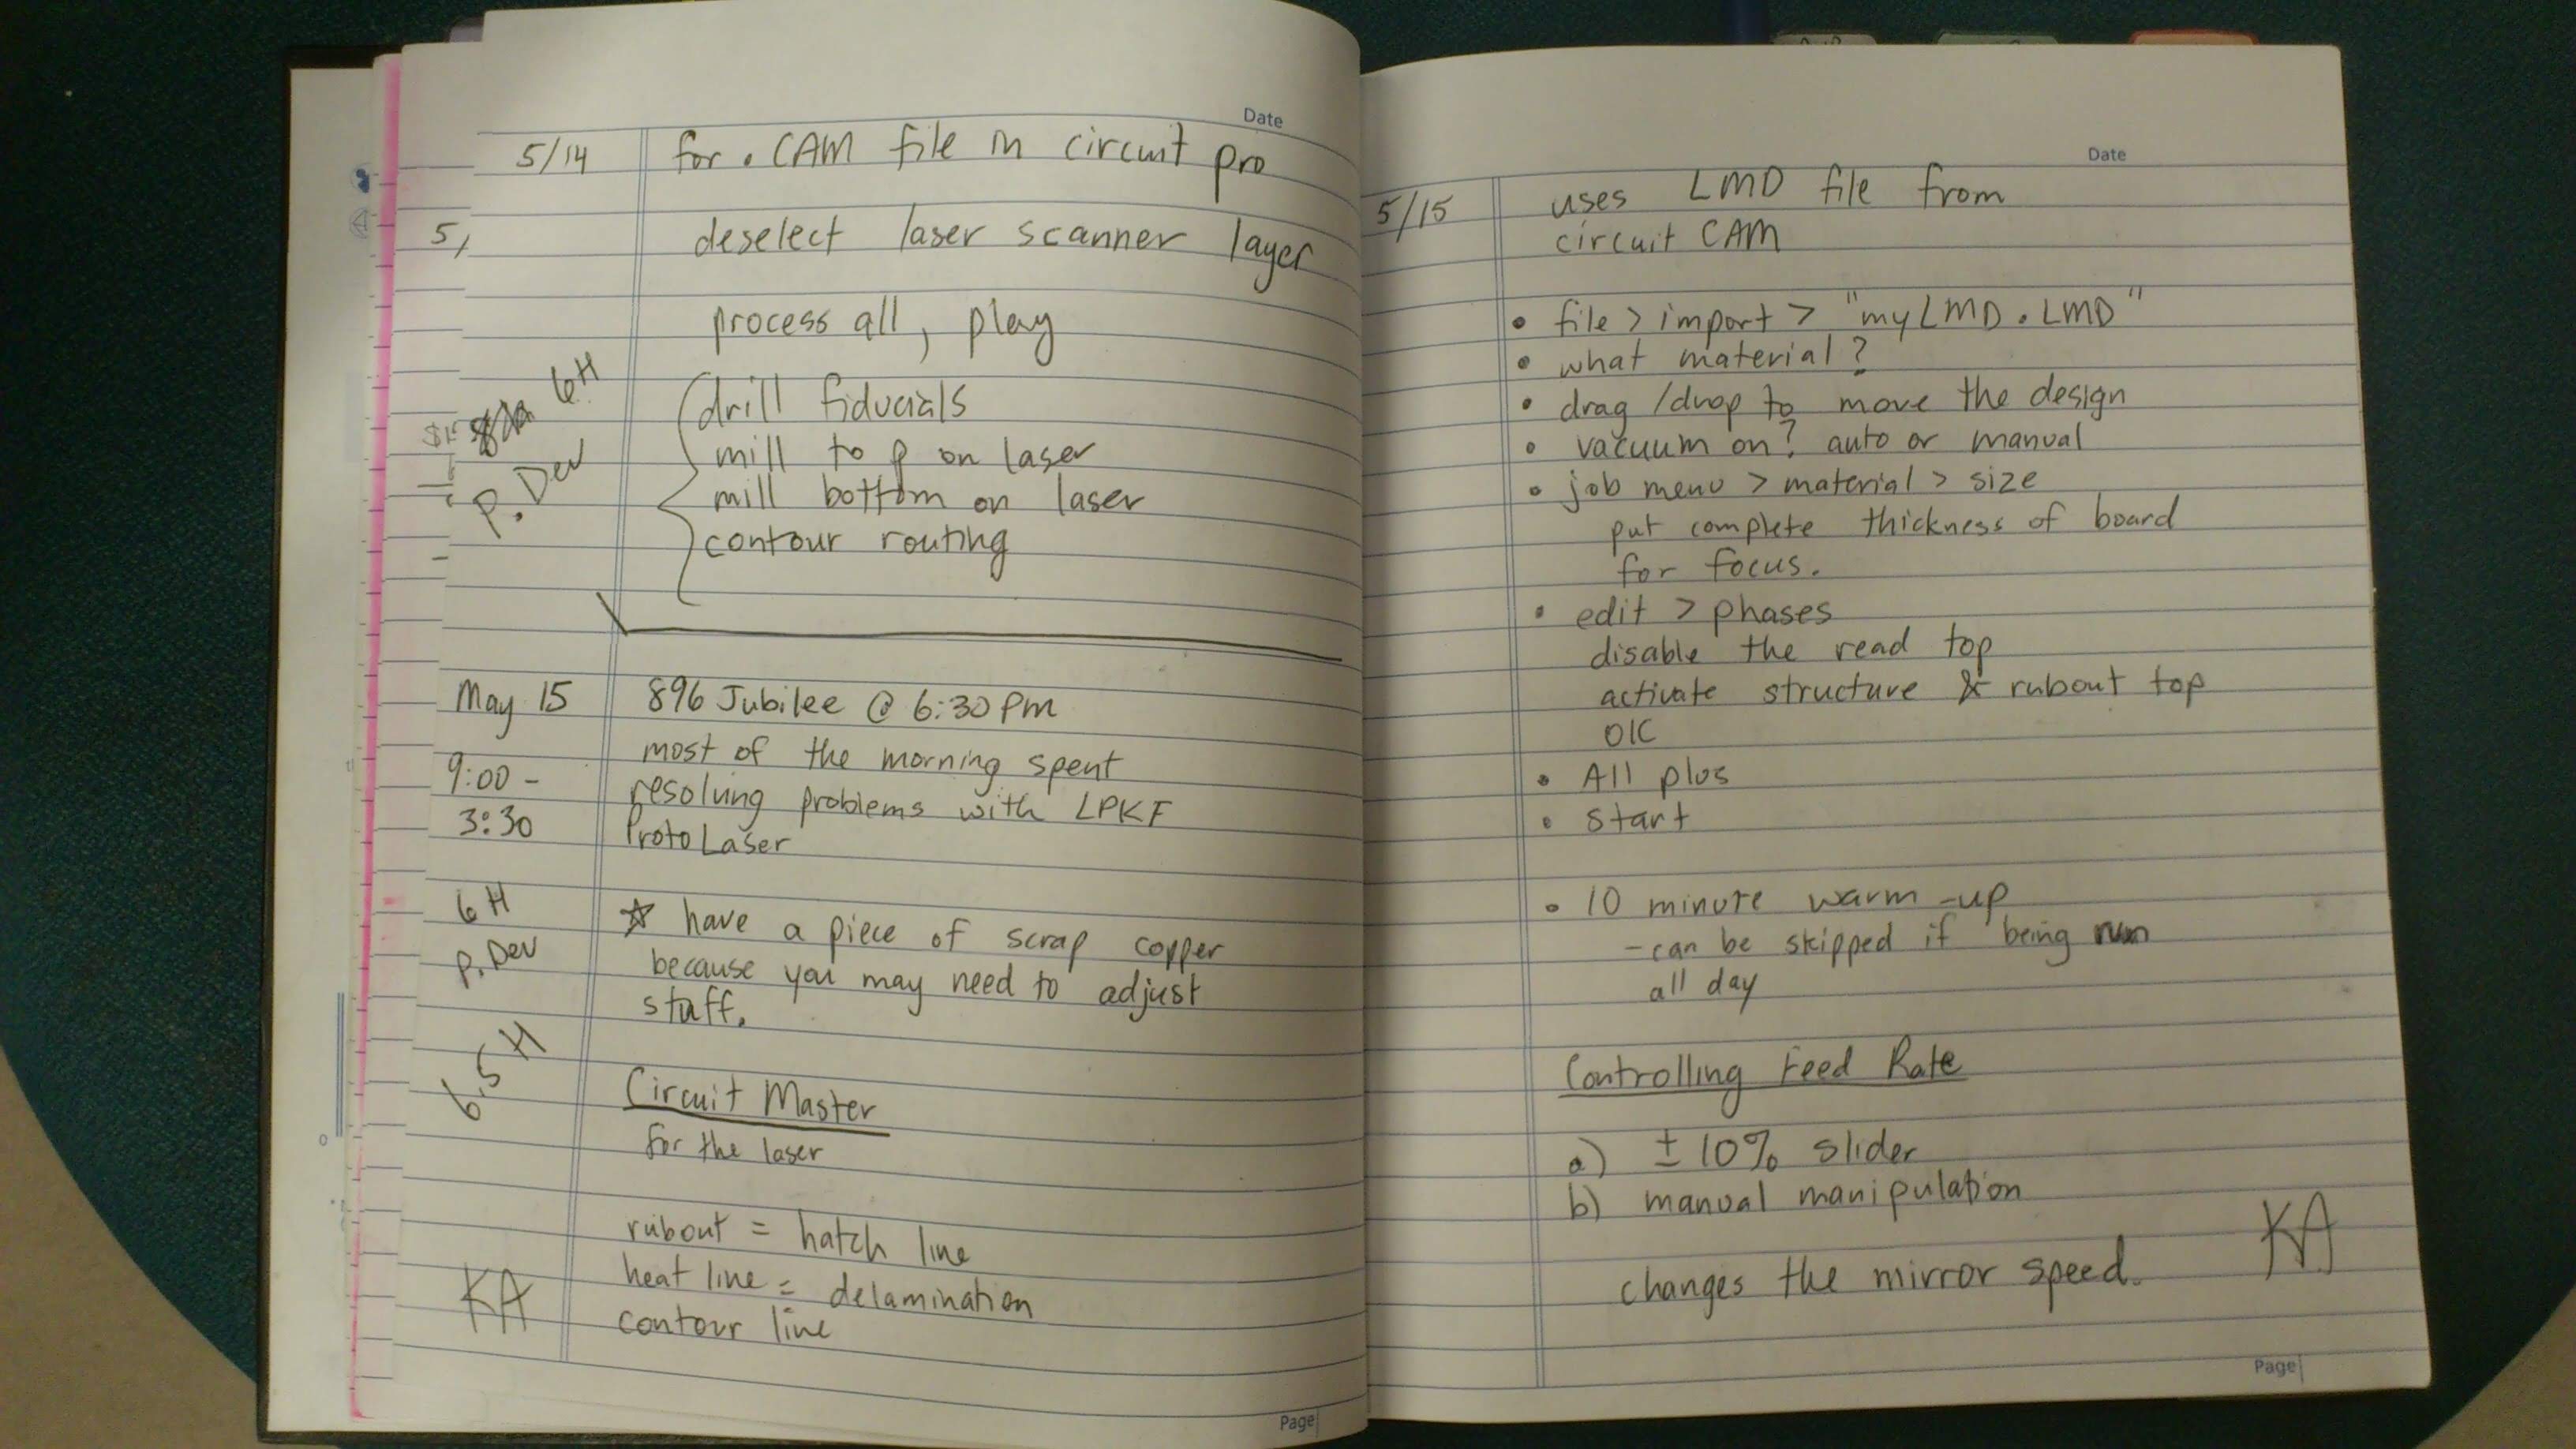 Date
5/14 for .CAM file in circuit pro
5,
deselect laser scanner layer
process all, play
6H
P. Dev
drill fiducials
mill top on laser
mill bottom on laser
contour routing
May 15 896 Jubilee @ 6:30 PM
most of the morning spent
9:00 -
resolving problems with LPKF
3:30
ProtoLaser
6 H
P. Dev
☆ have a piece of scrap copper
because you may need to adjust
stuff.
6.5 H
Circuit Master
for the laser
rubout = hatch line
heat line = delamination
contour line
KA
Page
Date
5/15 uses LMD file from
circuit CAM
• file > import > "myLMD.LMD"
• what material?
• drag/drop to move the design
• vacuum on? auto or manual
• job menu > material > size
put complete thickness of board
for focus.
• edit > phases
disable the read top
activate structure & rubout top
OK
• All plus
• start
• 10 minute warm-up
- can be skipped if being run
all day
Controlling Feed Rate
a) ± 10% slider
b) manual manipulation
changes the mirror speed.
KA
Page